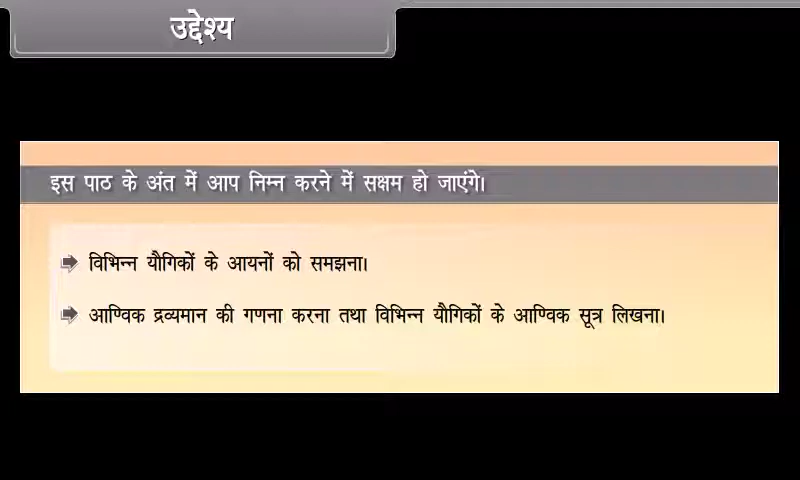 उद्देश्य
इस पाठ के अंत में आप निम्न करने में सक्षम हो जाएंगे।
विभिन्न यौगिकों के आयनों को समझना।
आण्विक द्रव्यमान की गणना करना तथा विभिन्न यौगिकों के आण्विक सूत्र लिखना।